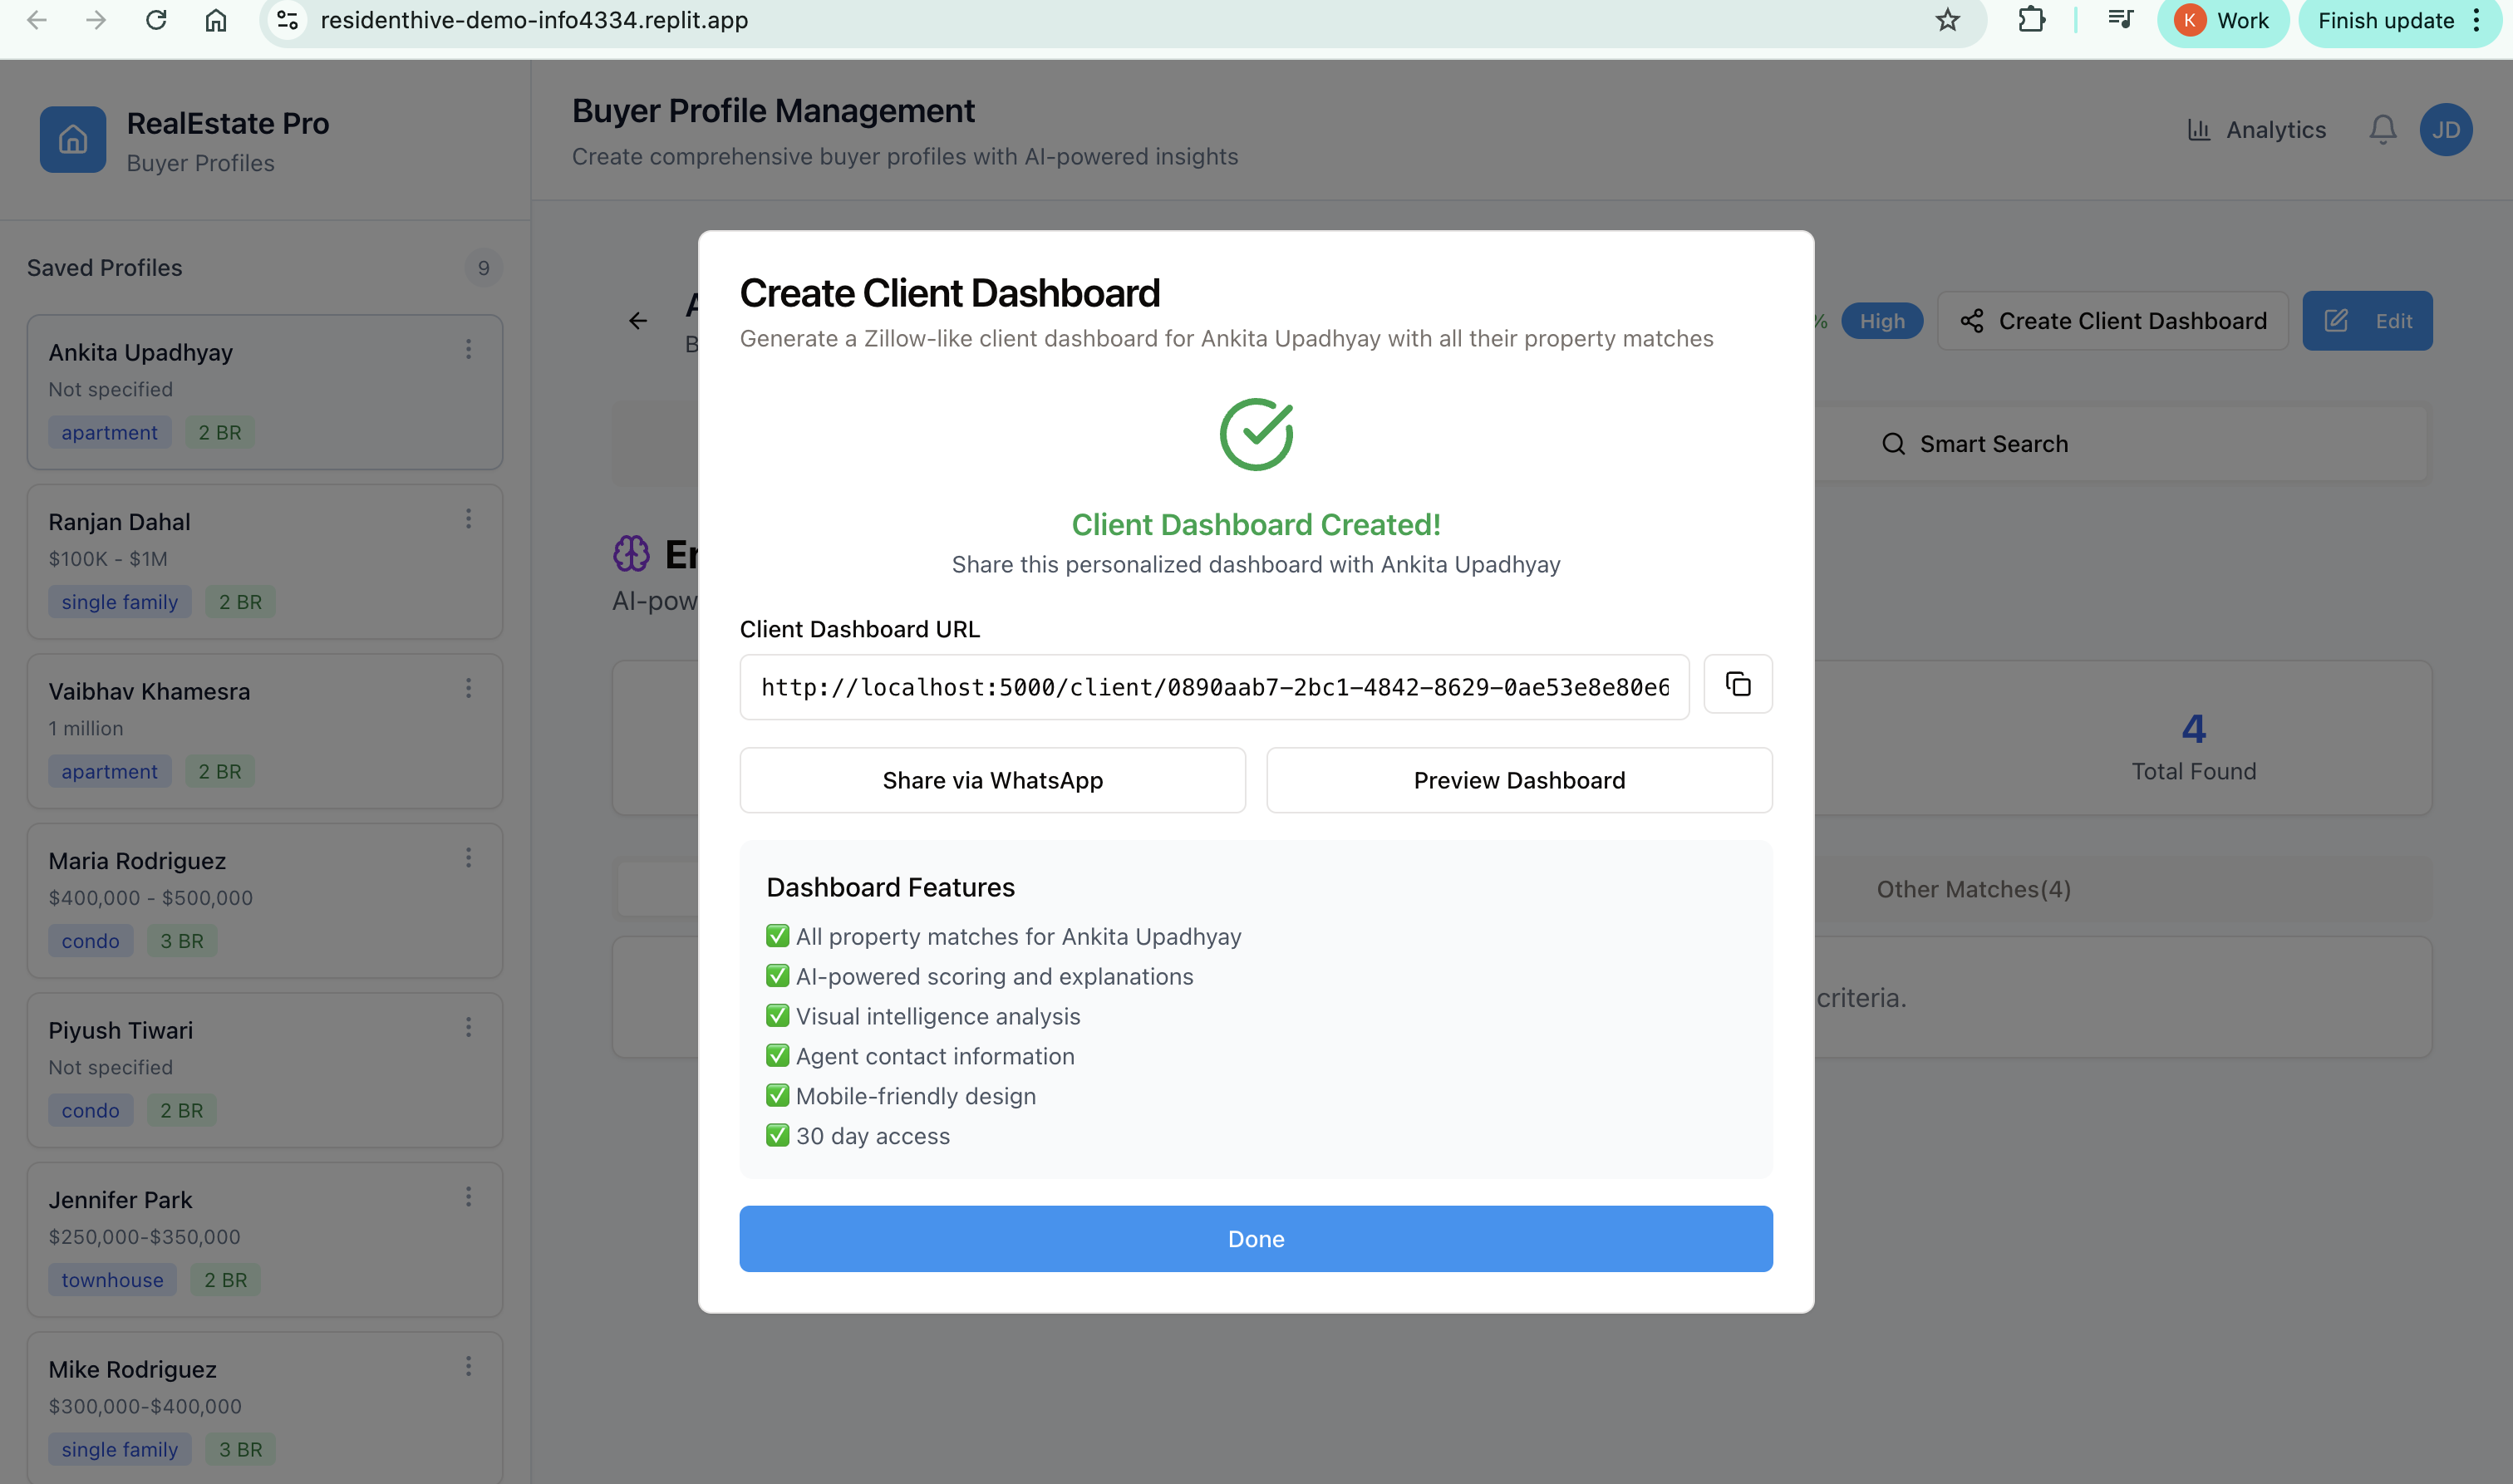 residenthive-demo-info4334.replit.app
K Work
Finish update
RealEstate Pro
Buyer Profiles
Buyer Profile Management
Create comprehensive buyer profiles with AI-powered insights
Analytics
JD
Saved Profiles
9
Ankita Upadhyay
Not specified
apartment 2 BR
Ranjan Dahal
$100K - $1M
single family 2 BR
Vaibhav Khamesra
1 million
apartment 2 BR
Maria Rodriguez
$400,000 - $500,000
condo 3 BR
Piyush Tiwari
Not specified
condo 2 BR
Jennifer Park
$250,000-$350,000
townhouse 2 BR
Mike Rodriguez
$300,000-$400,000
single family 3 BR
% High Create Client Dashboard Edit
Smart Search
AI-pow
4
Total Found
Other Matches(4)
criteria.
Create Client Dashboard
Generate a Zillow-like client dashboard for Ankita Upadhyay with all their property matches
Client Dashboard Created!
Share this personalized dashboard with Ankita Upadhyay
Client Dashboard URL
http://localhost:5000/client/0890aab7-2bc1-4842-8629-0ae53e8e80e6
Share via WhatsApp
Preview Dashboard
Dashboard Features
✅ All property matches for Ankita Upadhyay
✅ AI-powered scoring and explanations
✅ Visual intelligence analysis
✅ Agent contact information
✅ Mobile-friendly design
✅ 30 day access
Done